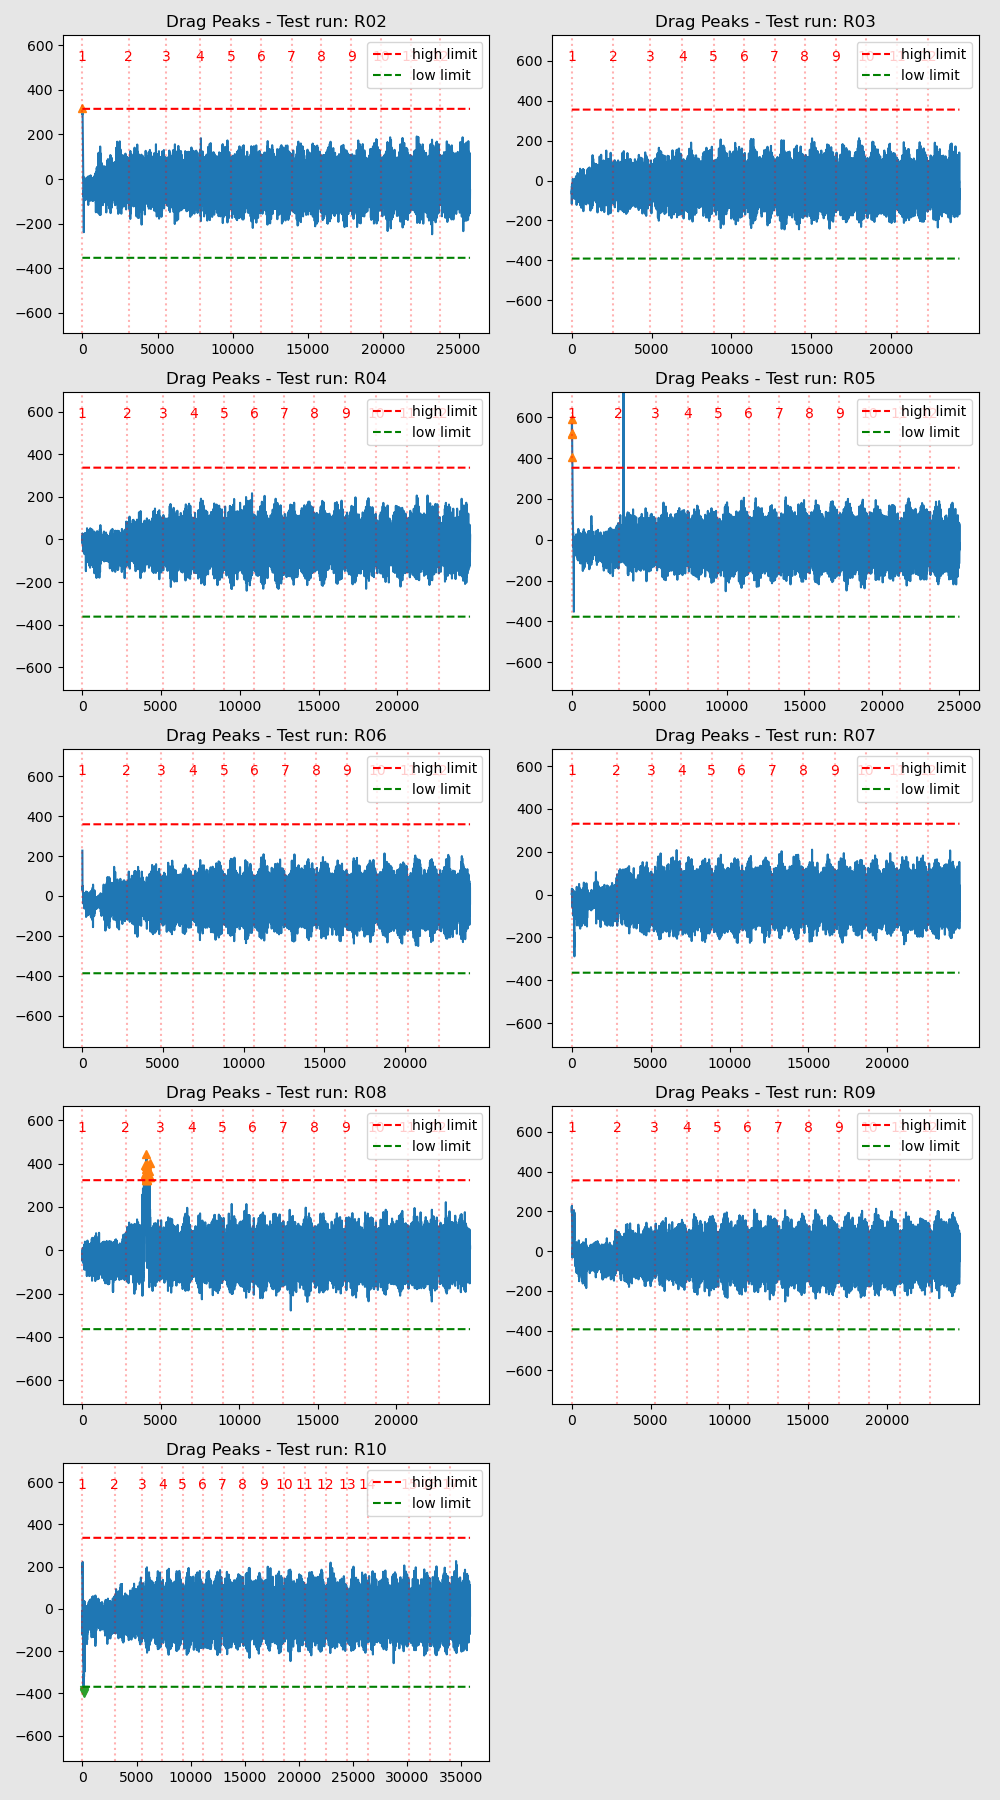 Drag Peaks - Test run: R02
600 400 200 0 −200 −400 −600
1 2 3 4 5 6 7 8 9
high limit
low limit
0 5000 10000 15000 20000 25000
Drag Peaks - Test run: R03
600 400 200 0 −200 −400 −600
1 2 3 4 5 6 7 8 9
high limit
low limit
0 5000 10000 15000 20000
Drag Peaks - Test run: R04
600 400 200 0 −200 −400 −600
1 2 3 4 5 6 7 8 9
high limit
low limit
0 5000 10000 15000 20000
Drag Peaks - Test run: R05
600 400 200 0 −200 −400 −600
1 2 3 4 5 6 7 8 9
high limit
low limit
0 5000 10000 15000 20000 25000
Drag Peaks - Test run: R06
600 400 200 0 −200 −400 −600
1 2 3 4 5 6 7 8 9
high limit
low limit
0 5000 10000 15000 20000
Drag Peaks - Test run: R07
600 400 200 0 −200 −400 −600
1 2 3 4 5 6 7 8 9
high limit
low limit
0 5000 10000 15000 20000
Drag Peaks - Test run: R08
600 400 200 0 −200 −400 −600
1 2 3 4 5 6 7 8 9
high limit
low limit
0 5000 10000 15000 20000
Drag Peaks - Test run: R09
600 400 200 0 −200 −400 −600
1 2 3 4 5 6 7 8 9
high limit
low limit
0 5000 10000 15000 20000
Drag Peaks - Test run: R10
600 400 200 0 −200 −400 −600
1 2 3 4 5 6 7 8 9 10 11 12 13 14
high limit
low limit
0 5000 10000 15000 20000 25000 30000 35000